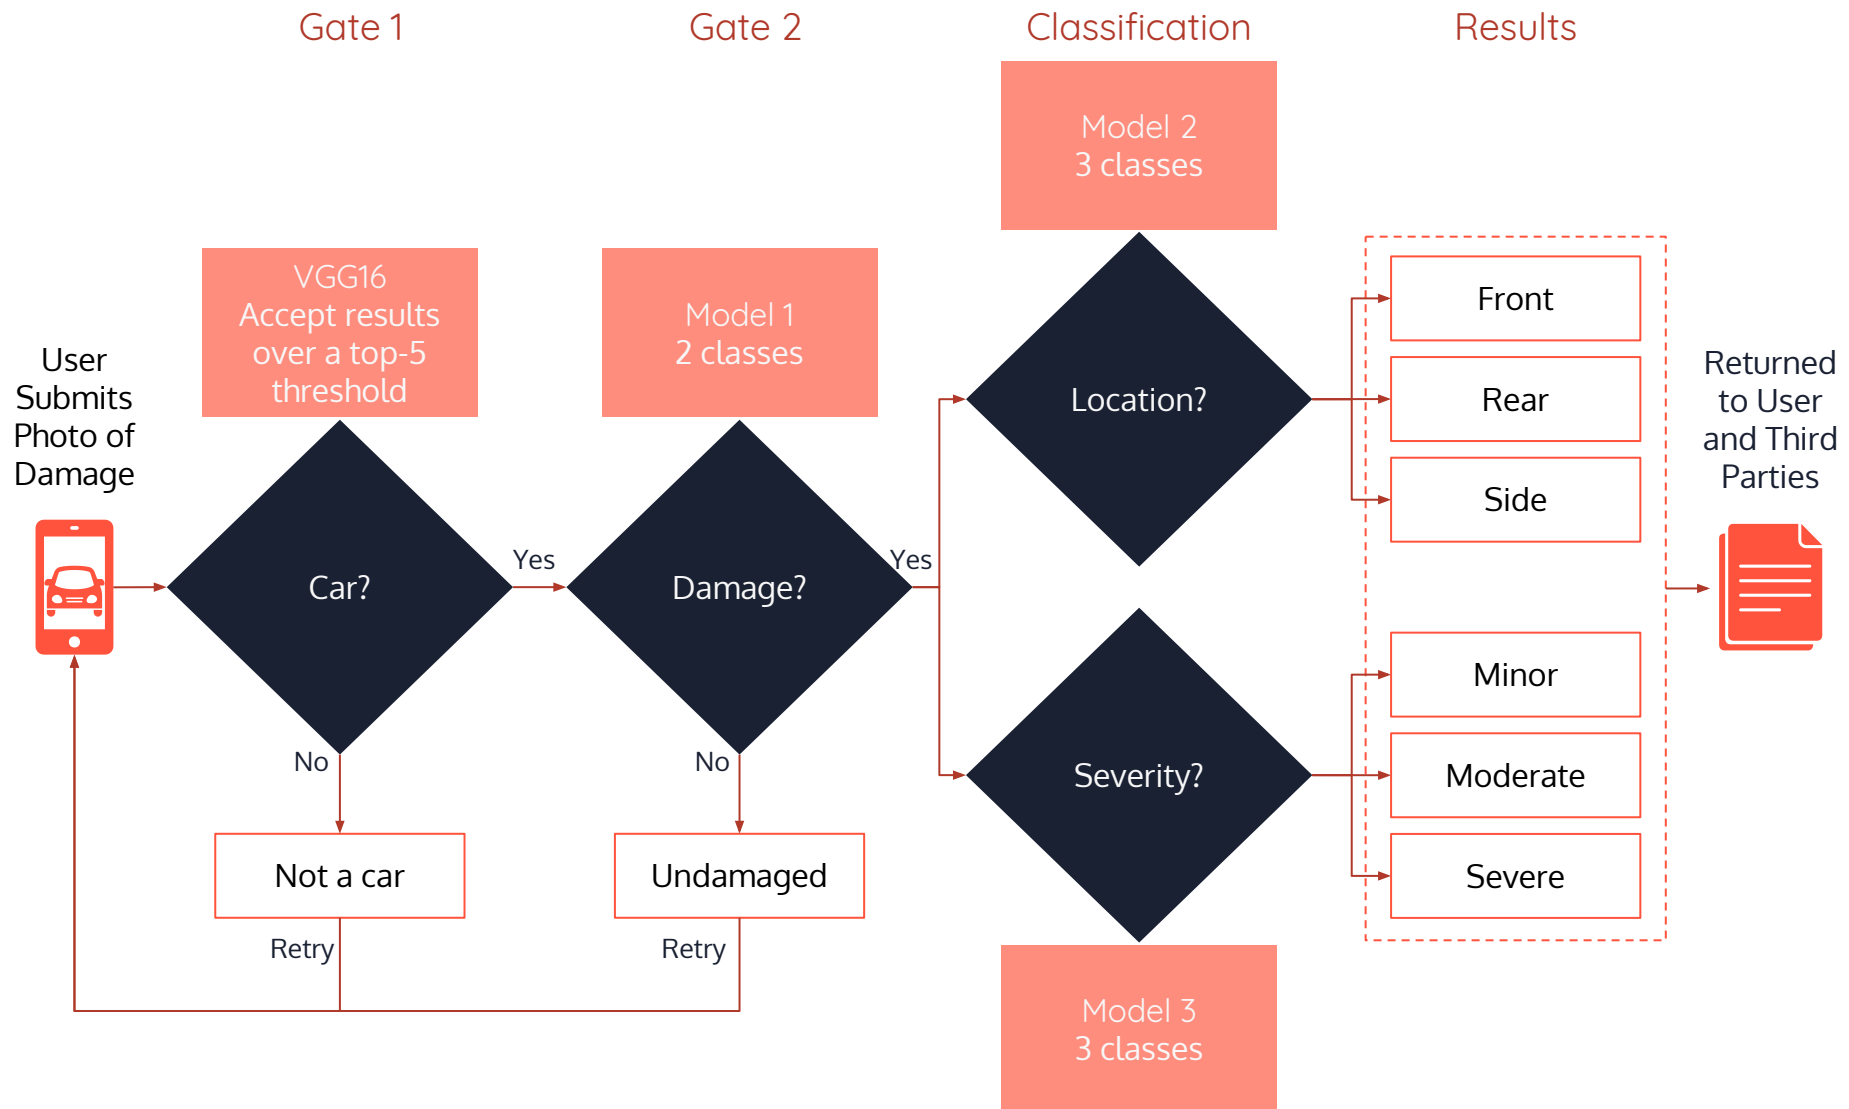 Gate 1
Gate 2
Classification
Results
User
Submits
Photo of
Damage
VGG16
Accept results
over a top-5
threshold
Car?
Yes
No
Not a car
Retry
Model 1
2 classes
Damage?
Yes
No
Undamaged
Retry
Model 2
3 classes
Location?
Severity?
Model 3
3 classes
Front
Rear
Side
Minor
Moderate
Severe
Returned
to User
and Third
Parties